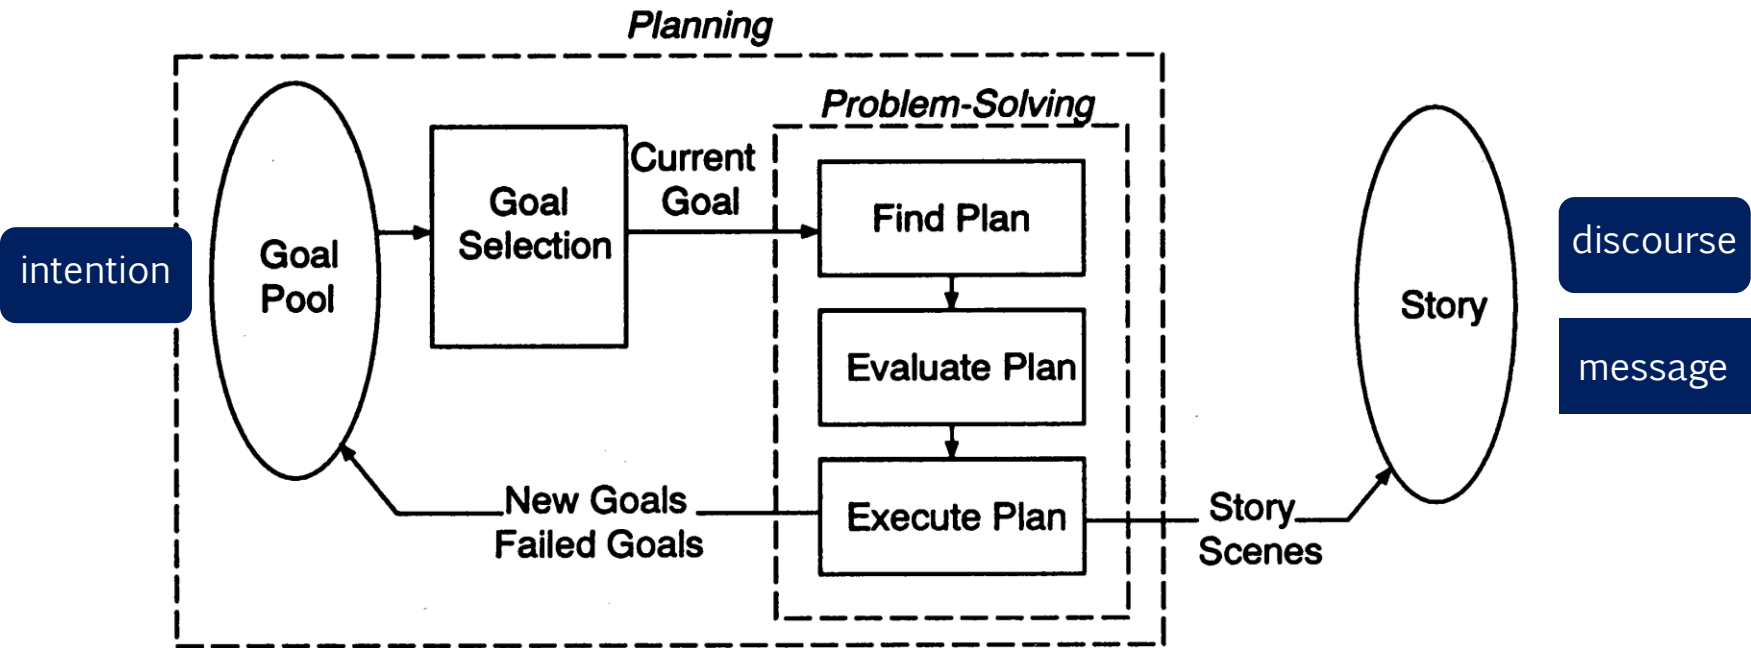 Planning
Problem-Solving
intention
Goal
Pool
Goal
Selection
Current
Goal
Find Plan
Evaluate Plan
Execute Plan
New Goals
Failed Goals
Story
Scenes
Story
discourse
message